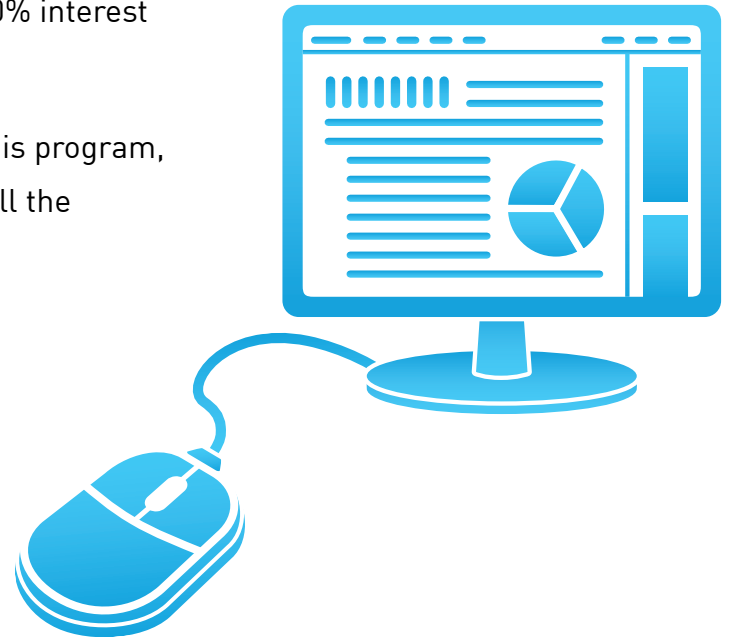 0% interest
is program,
ll the